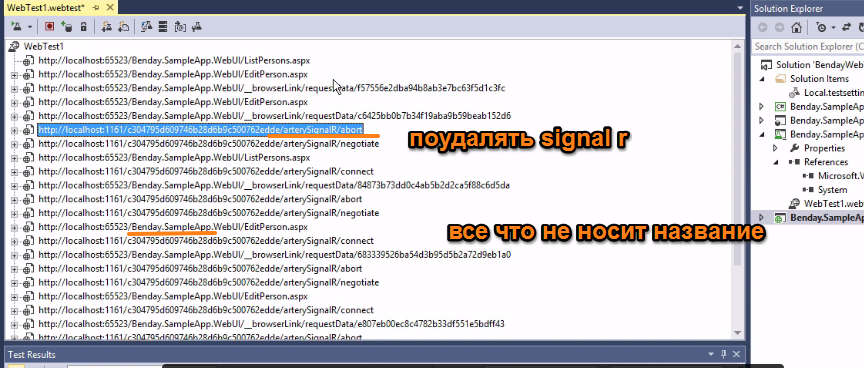 WebTest1.webtest*
WebTest1
http://localhost:65523/Benday.SampleApp.WebUI/ListPersons.aspx
http://localhost:65523/Benday.SampleApp.WebUI/EditPerson.aspx
http://localhost:65523/Benday.SampleApp.WebUI/__browserLink/requestData/f57556e2dba94b8ab3e7bc63f5d1c3fc
http://localhost:65523/Benday.SampleApp.WebUI/EditPerson.aspx
http://localhost:65523/Benday.SampleApp.WebUI/__browserLink/requestData/c6425bb0b7b34f19aba9b59beab152d6
http://localhost:1161/c304795d609746b28d6b9c500762edde/arterySignalR/abort
поудалять signal r
http://localhost:1161/c304795d609746b28d6b9c500762edde/arterySignalR/negotiate
http://localhost:65523/Benday.SampleApp.WebUI/ListPersons.aspx
http://localhost:1161/c304795d609746b28d6b9c500762edde/arterySignalR/connect
http://localhost:65523/Benday.SampleApp.WebUI/__browserLink/requestData/84873b73dd0c4ab5b2d2ca5f88c6d5da
http://localhost:1161/c304795d609746b28d6b9c500762edde/arterySignalR/abort
http://localhost:1161/c304795d609746b28d6b9c500762edde/arterySignalR/negotiate
http://localhost:65523/Benday.SampleApp.WebUI/EditPerson.aspx
все что не носит название
http://localhost:1161/c304795d609746b28d6b9c500762edde/arterySignalR/connect
http://localhost:65523/Benday.SampleApp.WebUI/__browserLink/requestData/683339526ba54d3b95d5b2a72d9eb1a0
http://localhost:1161/c304795d609746b28d6b9c500762edde/arterySignalR/abort
http://localhost:1161/c304795d609746b28d6b9c500762edde/arterySignalR/negotiate
http://localhost:65523/Benday.SampleApp.WebUI/EditPerson.aspx
http://localhost:1161/c304795d609746b28d6b9c500762edde/arterySignalR/connect
http://localhost:65523/Benday.SampleApp.WebUI/__browserLink/requestData/e807eb00ec8c4782b33df551e5bdff43
http://localhost:1161/c304795d609746b28d6b9c500762edde/arterySignalR/abort
Test Results
Solution Explorer
Search Solution Explorer (C
Solution 'BendayWeb
Solution Items
Local.testsettin
Benday.SampleAp
Benday.SampleAp
Benday.SampleAp
Properties
References
Microsoft.V
System
WebTest1.webt
Benday.SampleAp